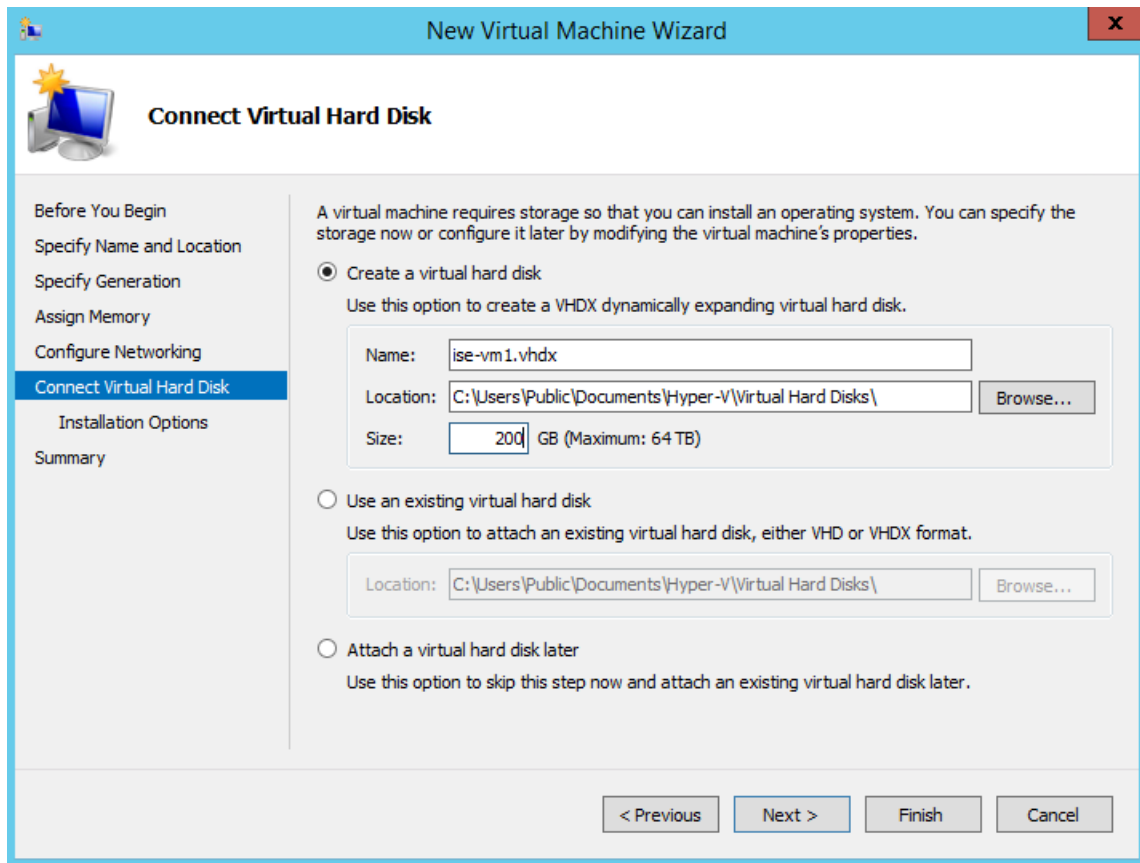 New Virtual Machine Wizard
x
Connect Virtual Hard Disk
Before You Begin
Specify Name and Location
Specify Generation
Assign Memory
Configure Networking
Connect Virtual Hard Disk
Installation Options
Summary
A virtual machine requires storage so that you can install an operating system. You can specify the
storage now or configure it later by modifying the virtual machine's properties.
Create a virtual hard disk
Use this option to create a VHDX dynamically expanding virtual hard disk.
Name: ise-vm1.vhdx
Location: C:\Users\Public\Documents\Hyper-V\Virtual Hard Disks\ Browse...
Size: 200 GB (Maximum: 64 TB)
Use an existing virtual hard disk
Use this option to attach an existing virtual hard disk, either VHD or VHDX format.
Location: C:\Users\Public\Documents\Hyper-V\Virtual Hard Disks\ Browse...
Attach a virtual hard disk later
Use this option to skip this step now and attach an existing virtual hard disk later.
< Previous Next > Finish Cancel